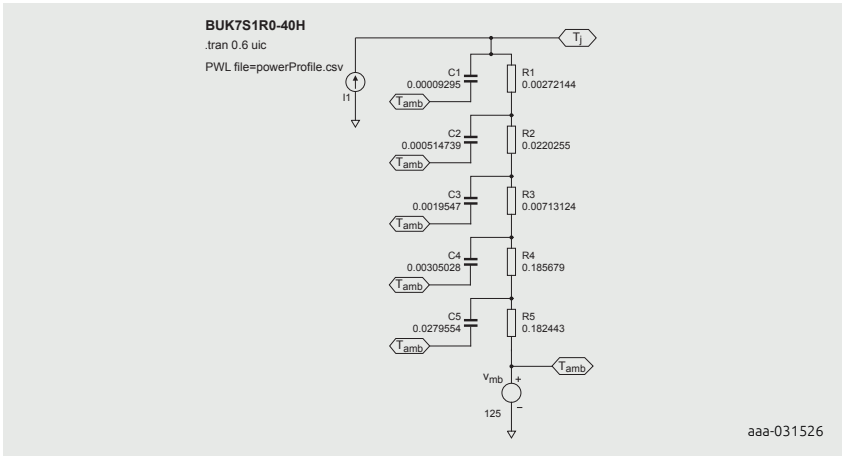 BUK7S1R0-40H
.tran 0.6 uic
PWL file=powerProfile.csv
I1
Tj
C1
0.00009295
R1
0.00272144
Tamb
C2
0.000514739
R2
0.0220255
Tamb
C3
0.0019547
R3
0.00713124
Tamb
C4
0.00305028
R4
0.185679
Tamb
C5
0.0279554
R5
0.182443
Tamb
Tamb
vmb
+
−
125
aaa-031526